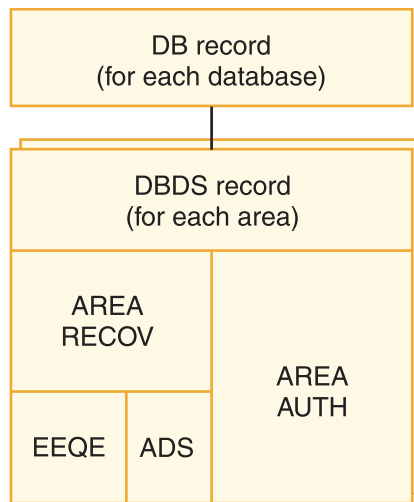 DB record
(for each database)
DBDS record
(for each area)
AREA
RECOV
AREA
AUTH
EEQE
ADS